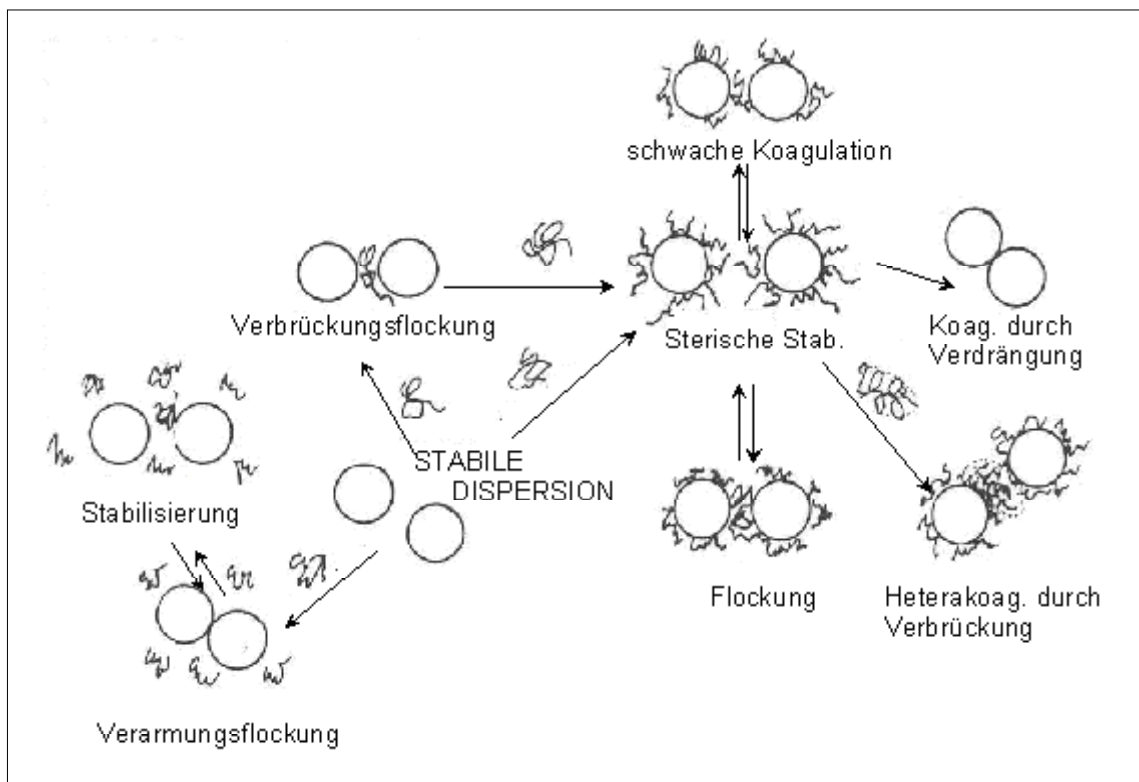 schwache Koagulation
Verbrückungsflockung
Sterische Stab.
Koag. durch
Verdrängung
STABILE
DISPERSION
Stabilisierung
Flockung
Heterakoag. durch
Verbrückung
Verarmungsflockung